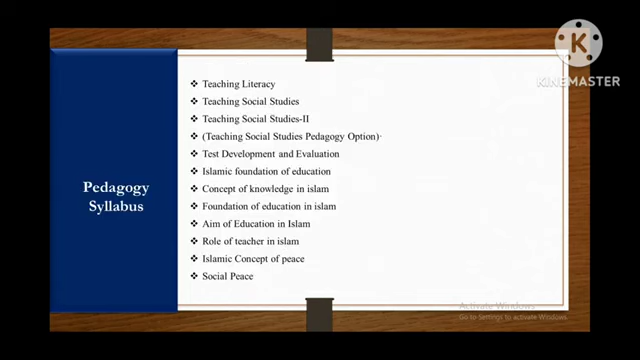 K
KINEMASTER
Pedagogy
Syllabus
❖ Teaching Literacy
❖ Teaching Social Studies
❖ Teaching Social Studies-II
❖ (Teaching Social Studies Pedagogy Option)·
❖ Test Development and Evaluation
❖ Islamic foundation of education
❖ Concept of knowledge in islam
❖ Foundation of education in islam
❖ Aim of Education in Islam
❖ Role of teacher in islam
❖ Islamic Concept of peace
❖ Social Peace
Activate Windows
Go to Settings to activate Windows.